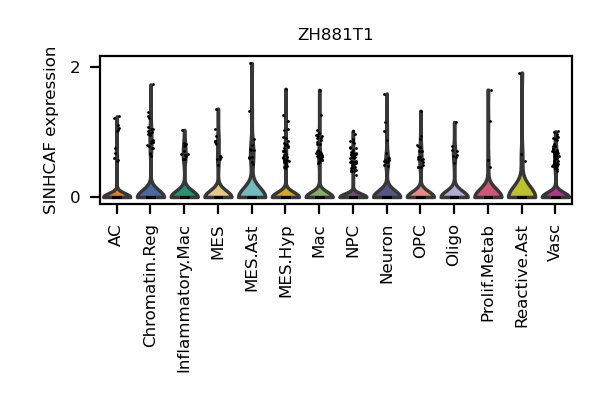 ZH881T1
SINHCAF expression
2
0
AC
Chromatin.Reg
Inflammatory.Mac
MES
MES.Ast
MES.Hyp
Mac
NPC
Neuron
OPC
Oligo
Prolif.Metab
Reactive.Ast
Vasc